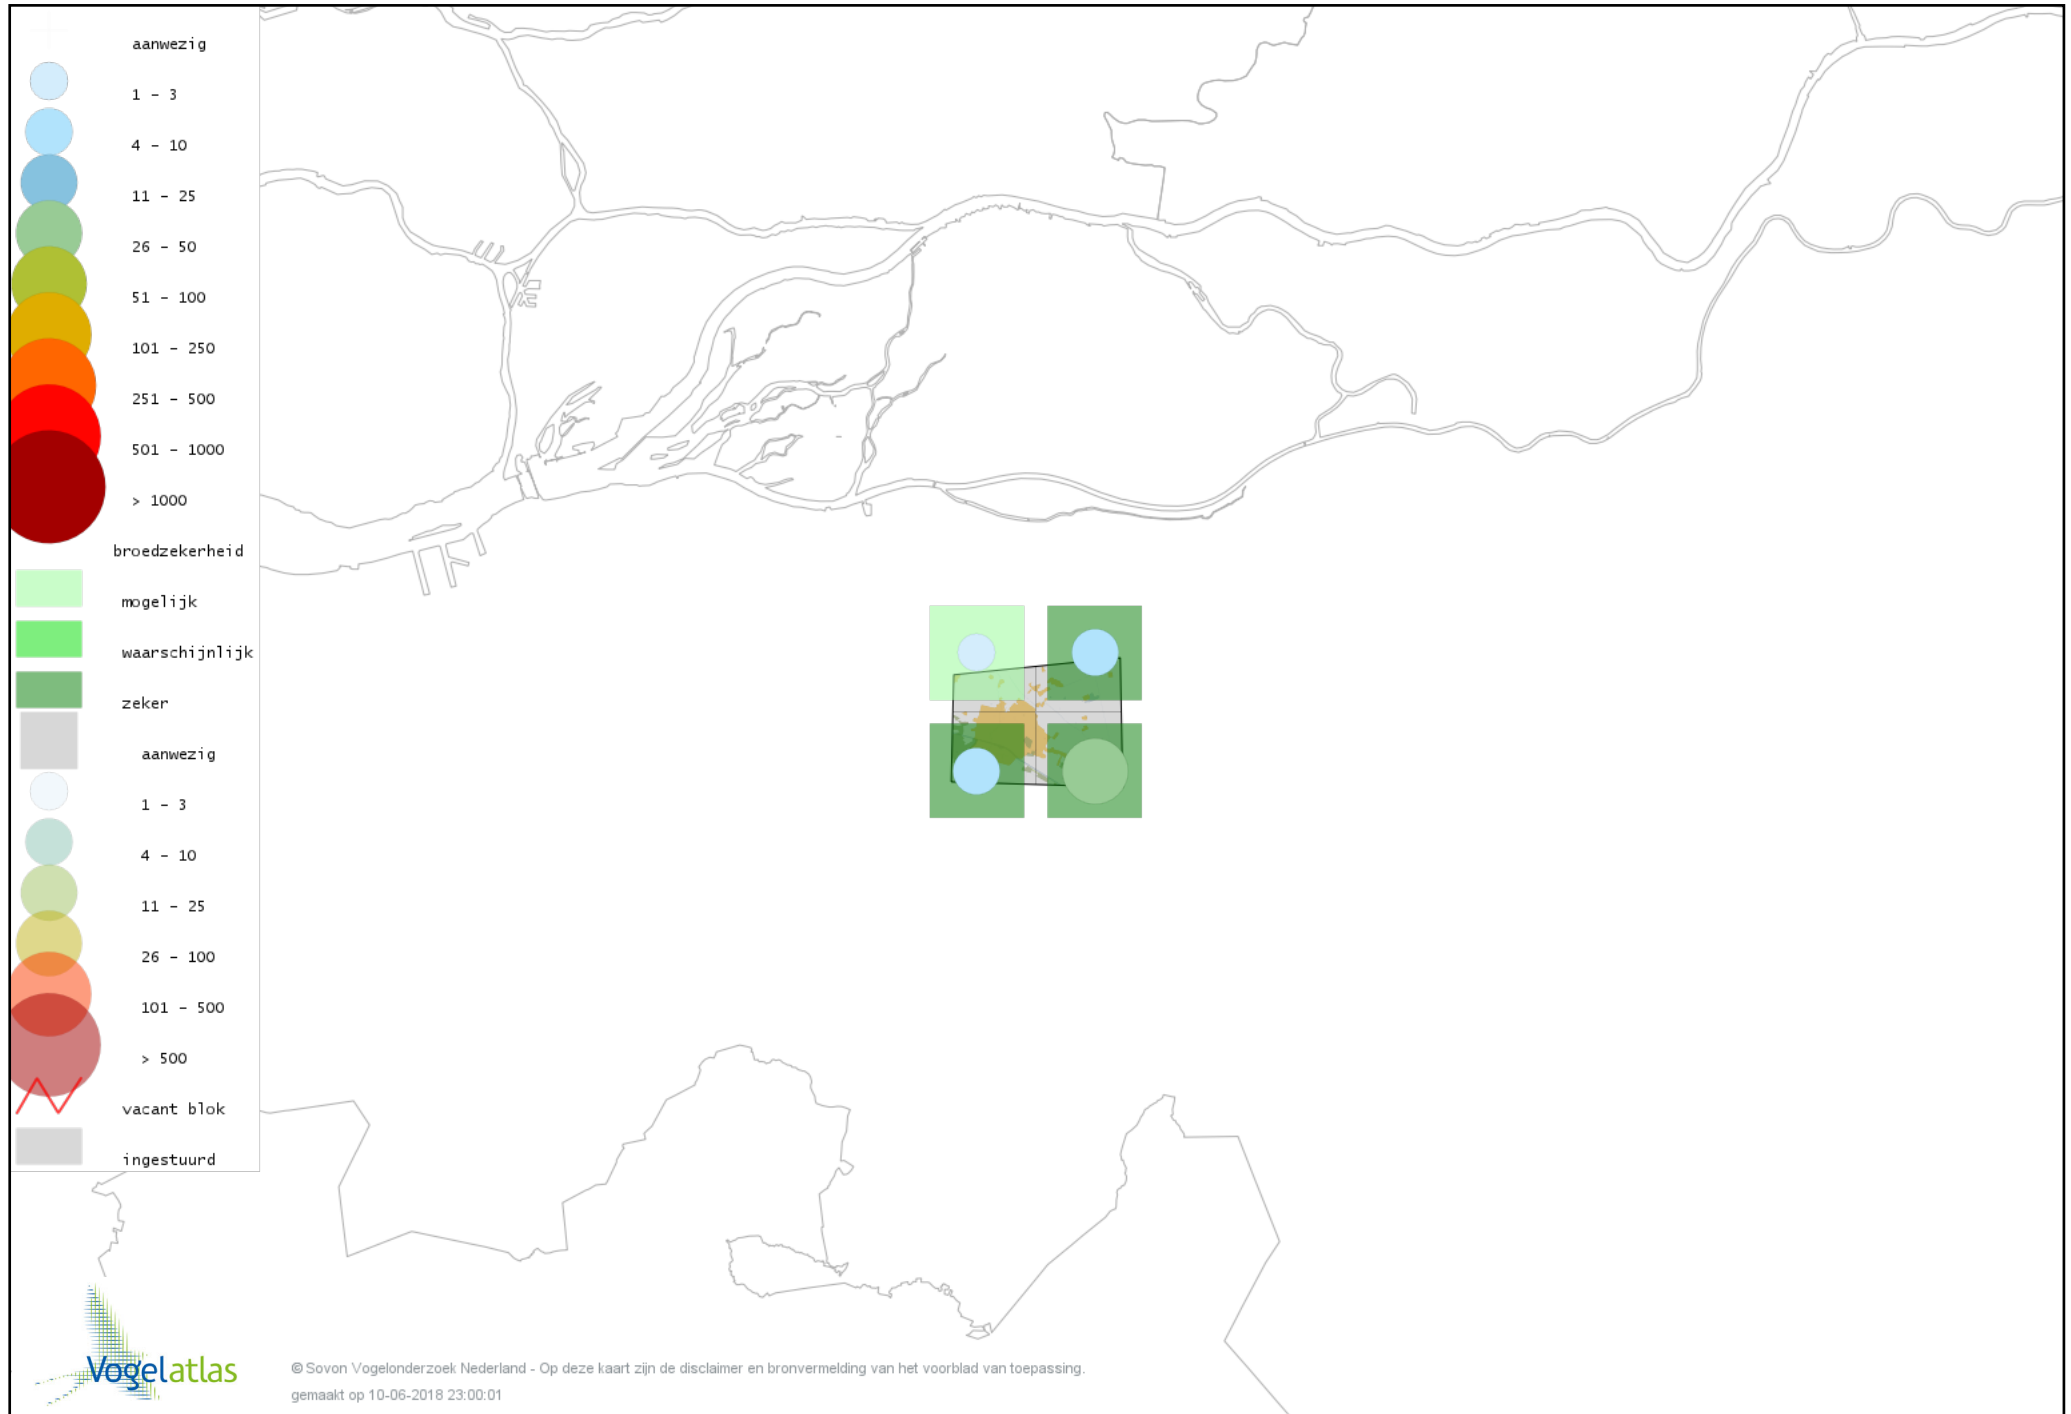 aanwezig
1 - 3
4 - 10
11 - 25
26 - 50
51 - 100
101 - 250
251 - 500
501 - 1000
> 1000
broedzekerheid
mogelijk
waarschijnlijk
zeker
aanwezig
1 - 3
4 - 10
11 - 25
26 - 100
101 - 500
> 500
vacant blok
ingestuurd
Vogelatlas
© Sovon Vogelonderzoek Nederland - Op deze kaart zijn de disclaimer en bronvermelding van het voorblad van toepassing.
gemaakt op 10-06-2018 23:00:01